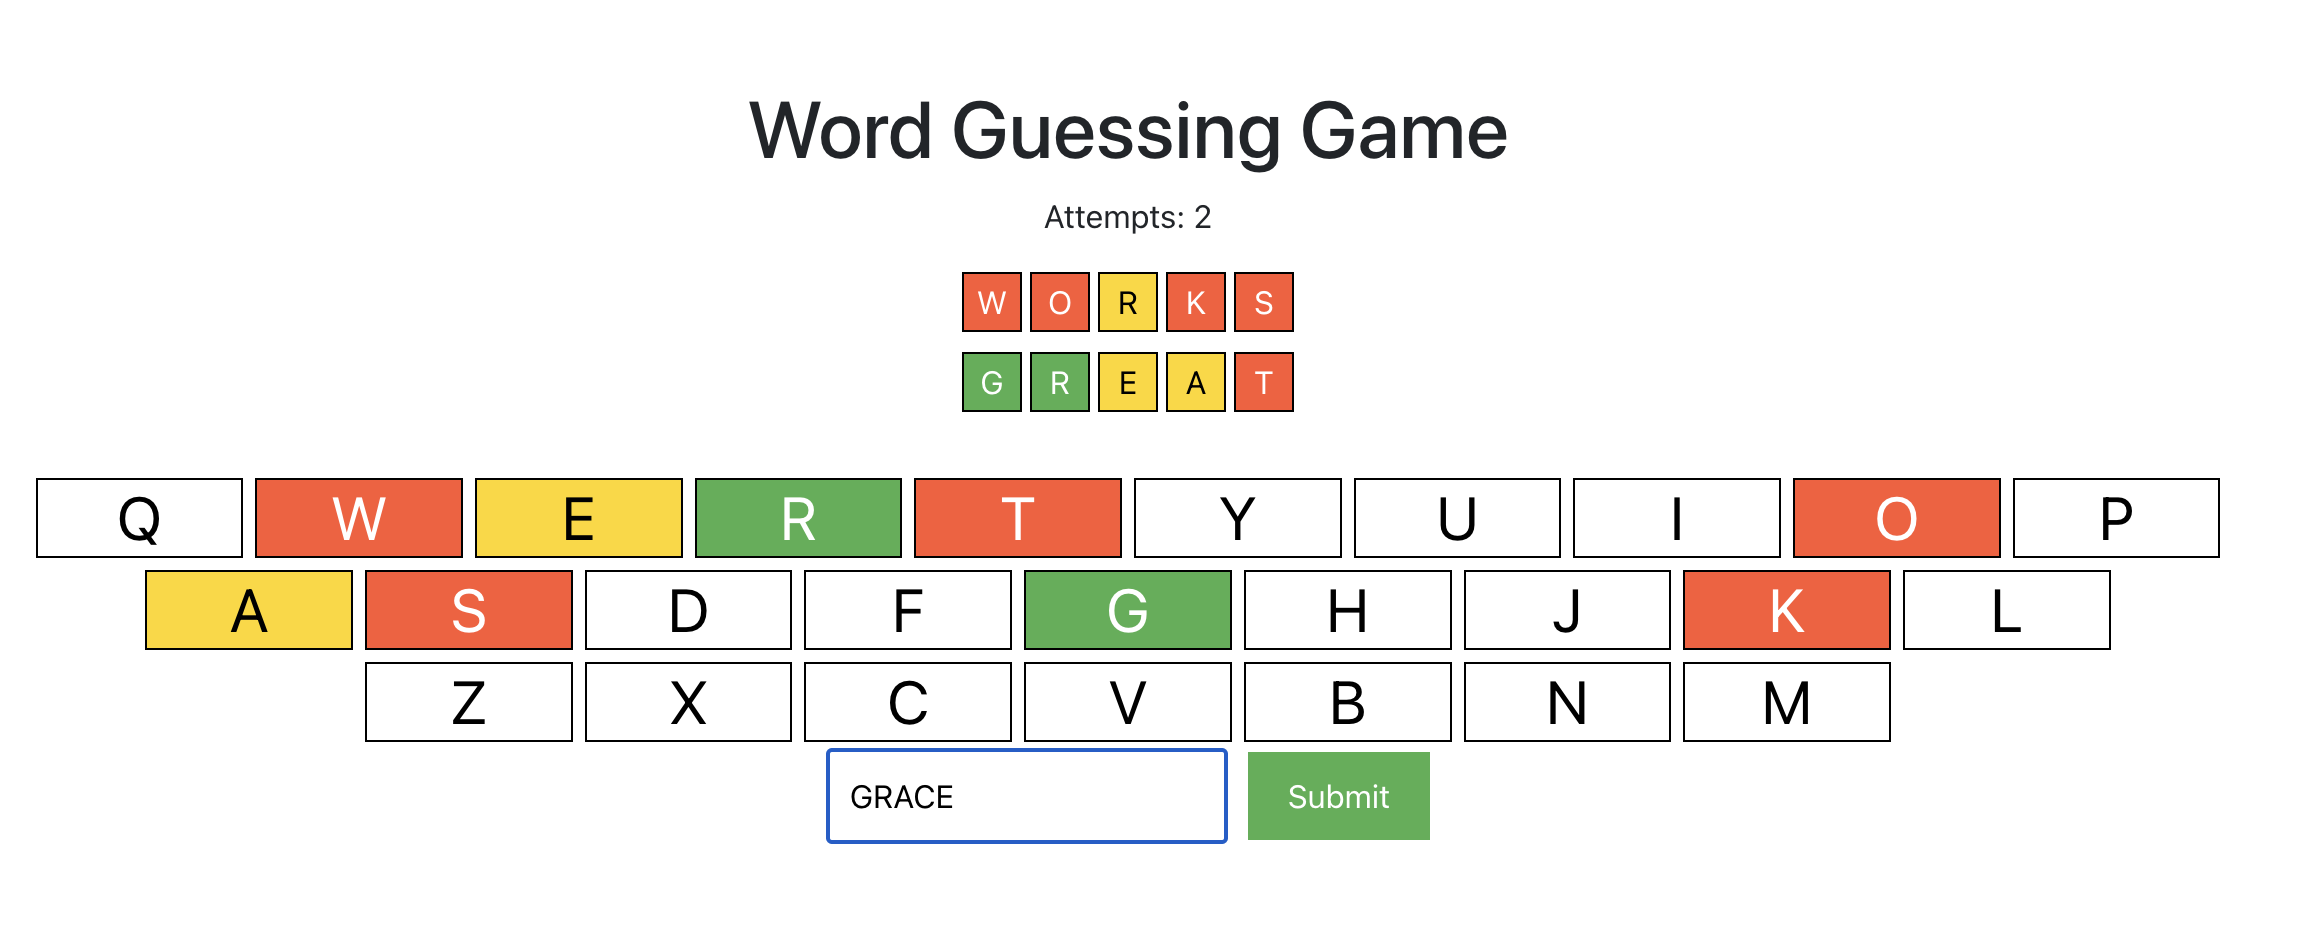 Word Guessing Game
Attempts: 2
W O R K S
G R E A T
Q W E R T Y U I O P
A S D F G H J K L
Z X C V B N M
GRACE Submit